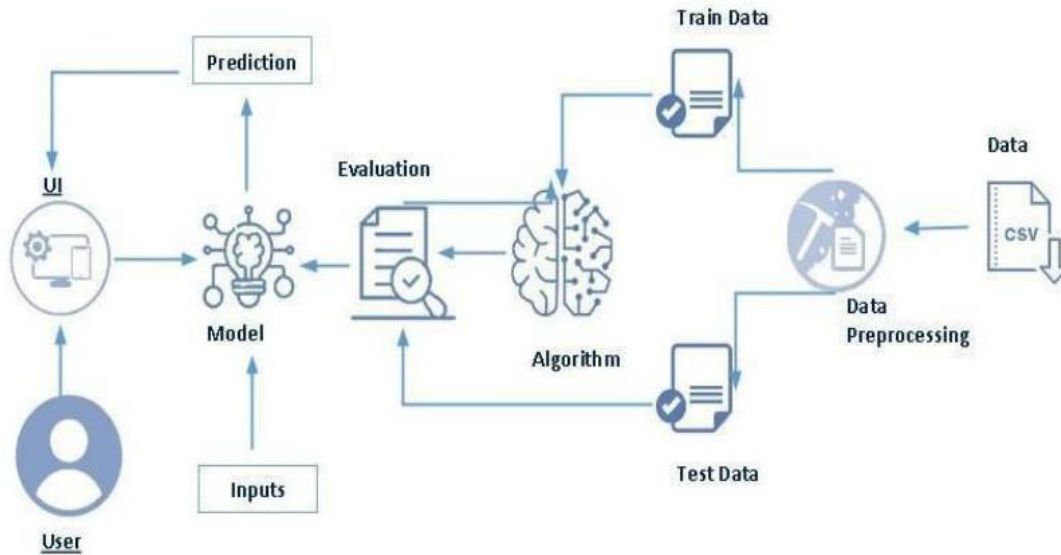 Train Data
Prediction
Data
Evaluation
UI
CSV
Model
Data
Preprocessing
Algorithm
Inputs
Test Data
User